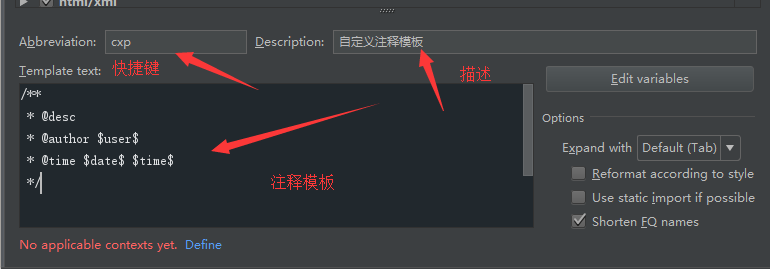 html/xml
Abbreviation: cxp Description: 自定义注释模板
Template text: 快捷键 描述
Edit variables
/**
* @desc
* @author $user$
* @time $date$ $time$
*/
注释模板
Options
Expand with Default (Tab)
Reformat according to style
Use static import if possible
Shorten FQ names
No applicable contexts yet. Define